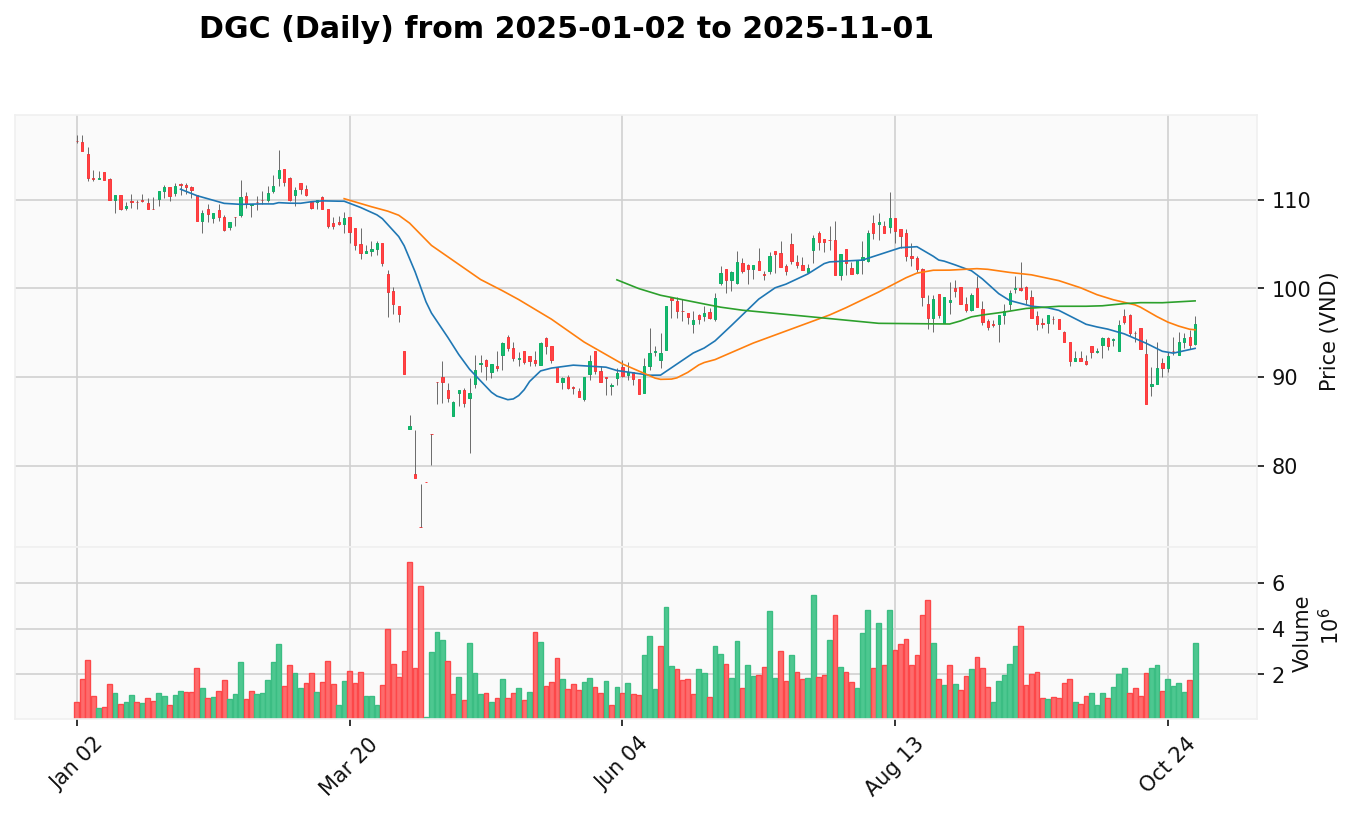 DGC (Daily) from 2025-01-02 to 2025-11-01
110
100
90
80
Price (VND)
6
4
2
Volume
10^6
Jan 02
Mar 20
Jun 04
Aug 13
Oct 24